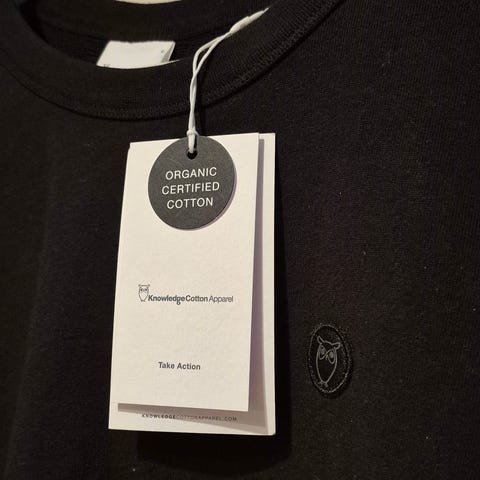 ORGANIC
CERTIFIED
COTTON
KnowledgeCotton Apparel
Take Action
KNOWLEDGECOTTONAPPAREL.COM